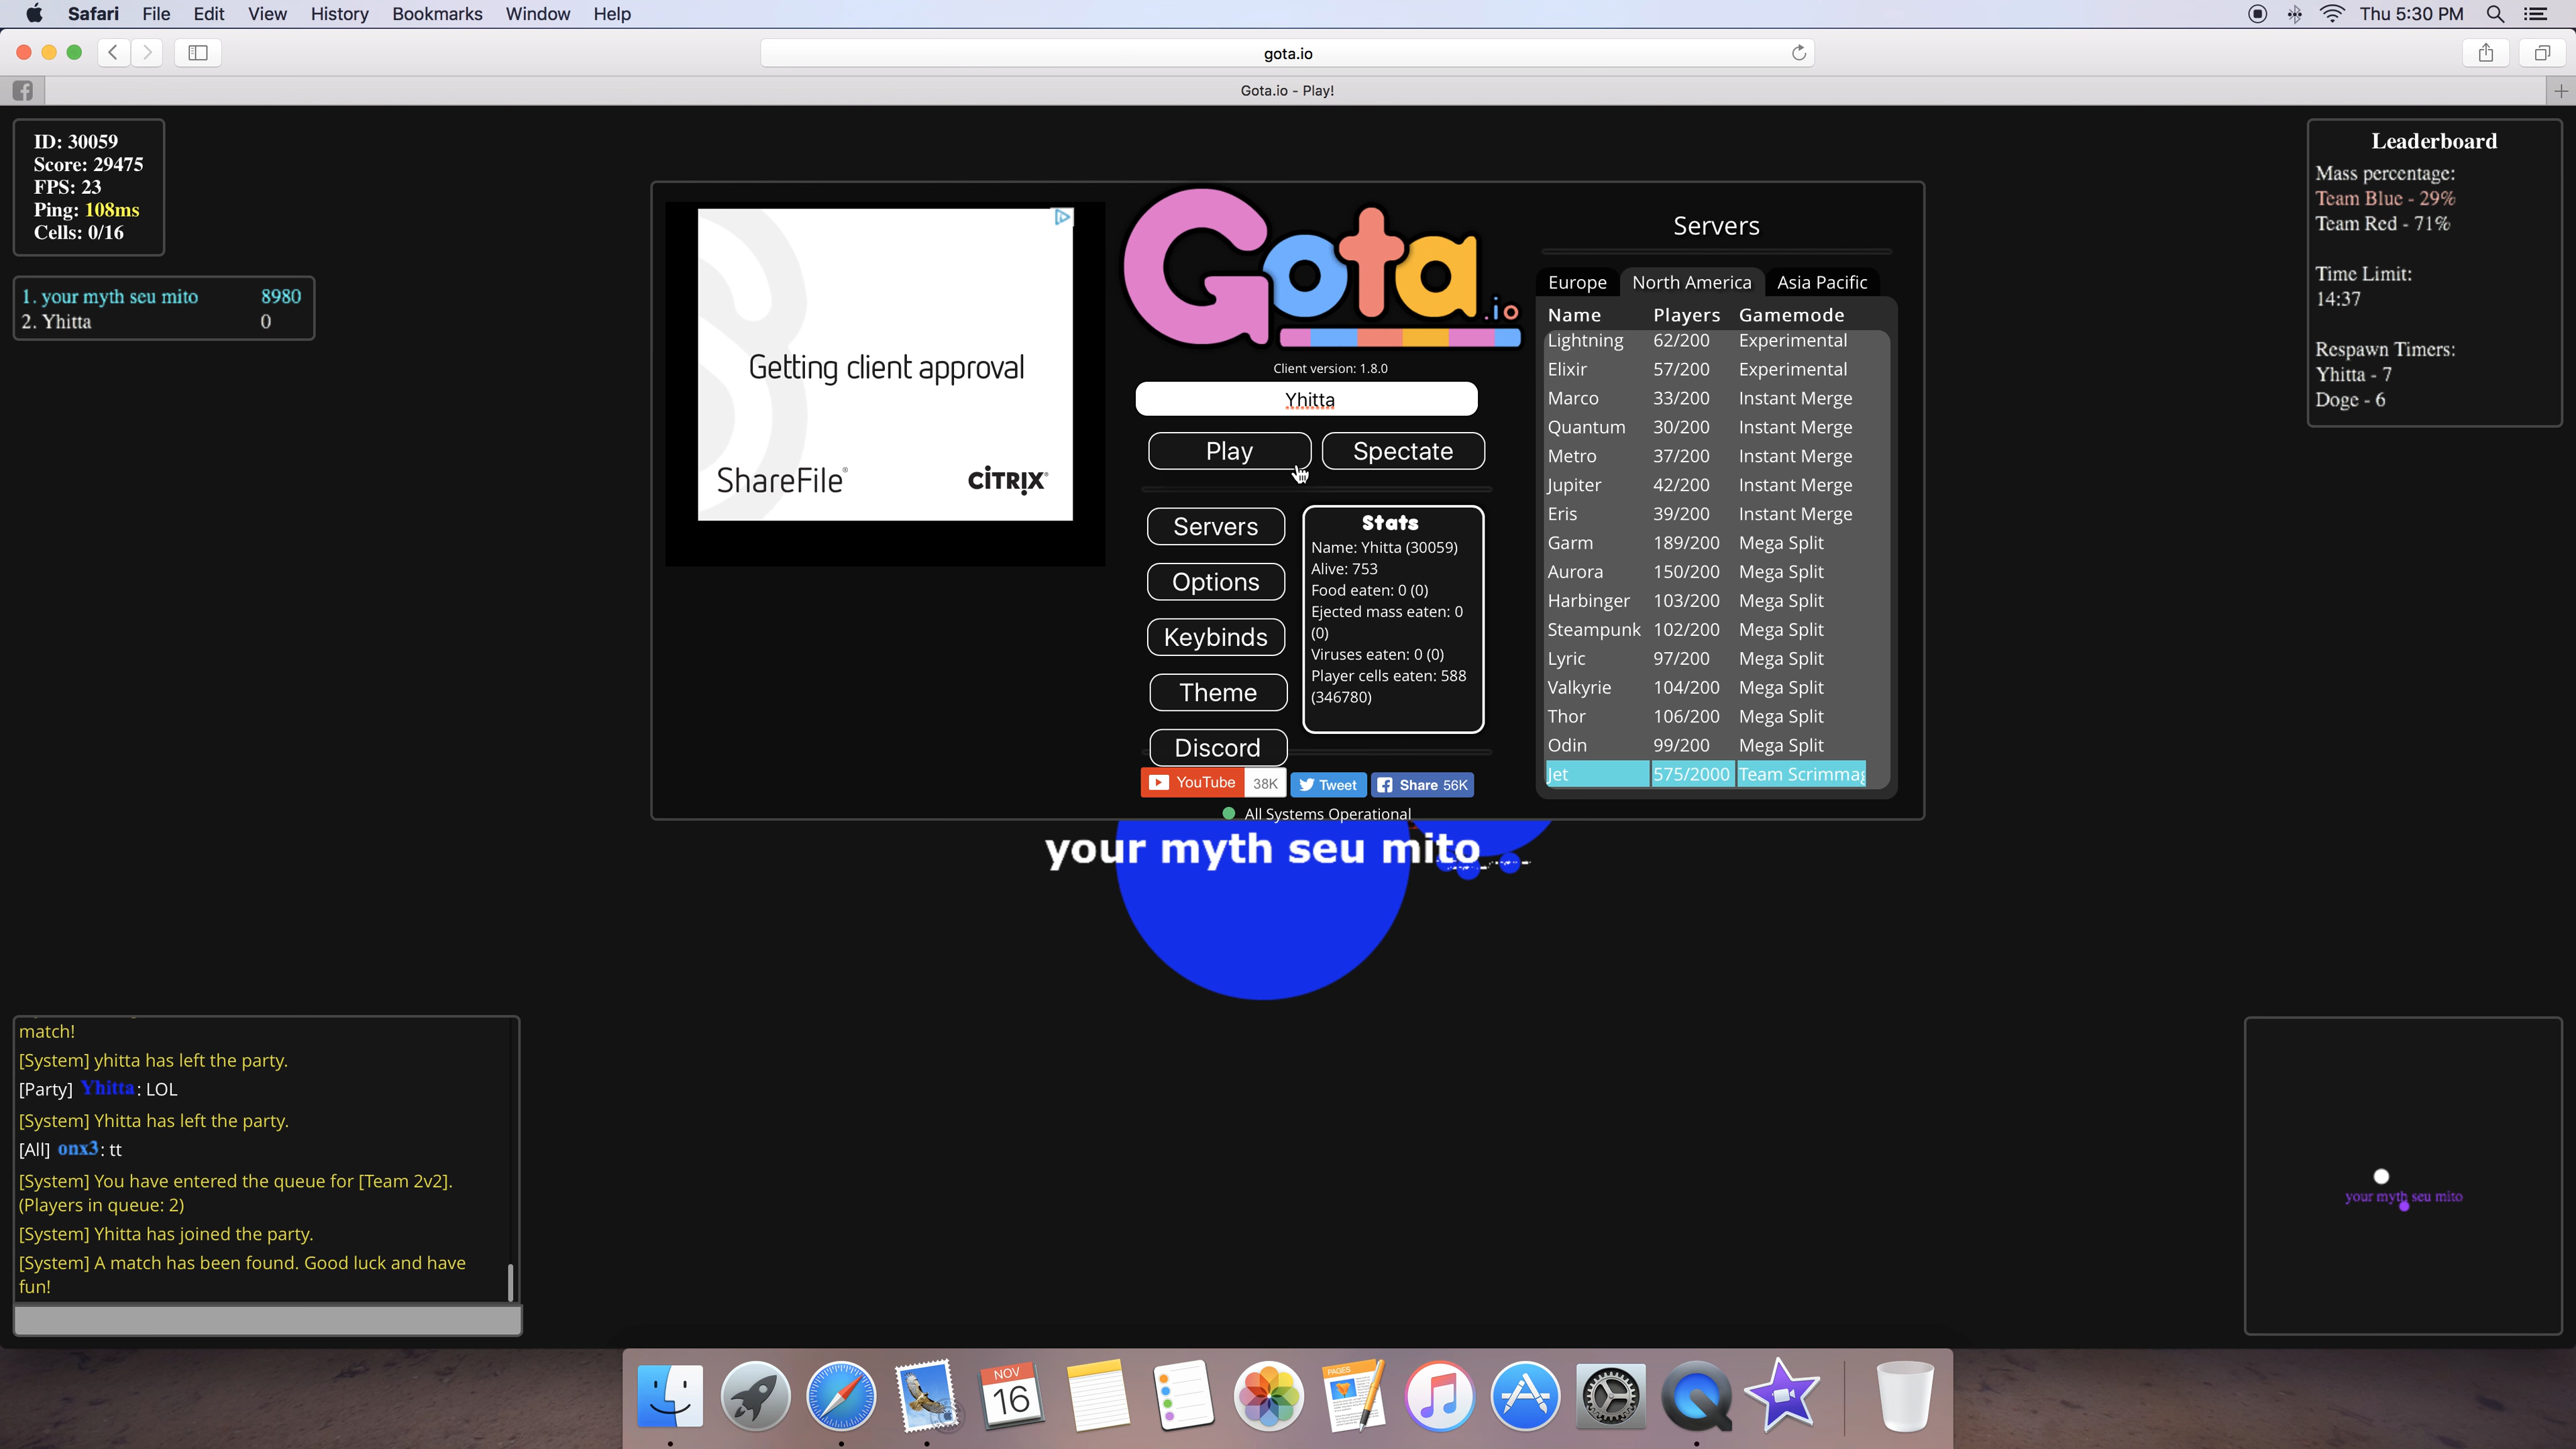 Safari File Edit View History Bookmarks Window Help
Thu 5:30 PM
gota.io
Gota.io - Play!
ID: 30059
Score: 29475
FPS: 23
Ping: 108ms
Cells: 0/16
1. your myth seu mito 8980
2. Yhitta 0
Getting client approval
ShareFile
CITRIX
Gota.io
Client version: 1.8.0
Yhitta
Play Spectate
Servers
Options
Keybinds
Theme
Discord
Stats
Name: Yhitta (30059)
Alive: 753
Food eaten: 0 (0)
Ejected mass eaten: 0
(0)
Viruses eaten: 0 (0)
Player cells eaten: 588
(346780)
YouTube 38K Tweet Share 56K
All Systems Operational
Servers
Europe North America Asia Pacific
Name Players Gamemode
Lightning 62/200 Experimental
Elixir 57/200 Experimental
Marco 33/200 Instant Merge
Quantum 30/200 Instant Merge
Metro 37/200 Instant Merge
Jupiter 42/200 Instant Merge
Eris 39/200 Instant Merge
Garm 189/200 Mega Split
Aurora 150/200 Mega Split
Harbinger 103/200 Mega Split
Steampunk 102/200 Mega Split
Lyric 97/200 Mega Split
Valkyrie 104/200 Mega Split
Thor 106/200 Mega Split
Odin 99/200 Mega Split
Jet 575/2000 Team Scrimmag
Leaderboard
Mass percentage:
Team Blue - 29%
Team Red - 71%
Time Limit:
14:37
Respawn Timers:
Yhitta - 7
Doge - 6
your myth seu mito
match!
[System] yhitta has left the party.
[Party] Yhitta: LOL
[System] Yhitta has left the party.
[All] onx3: tt
[System] You have entered the queue for [Team 2v2].
(Players in queue: 2)
[System] Yhitta has joined the party.
[System] A match has been found. Good luck and have
fun!
your myth seu mito
NOV
16
PAGES